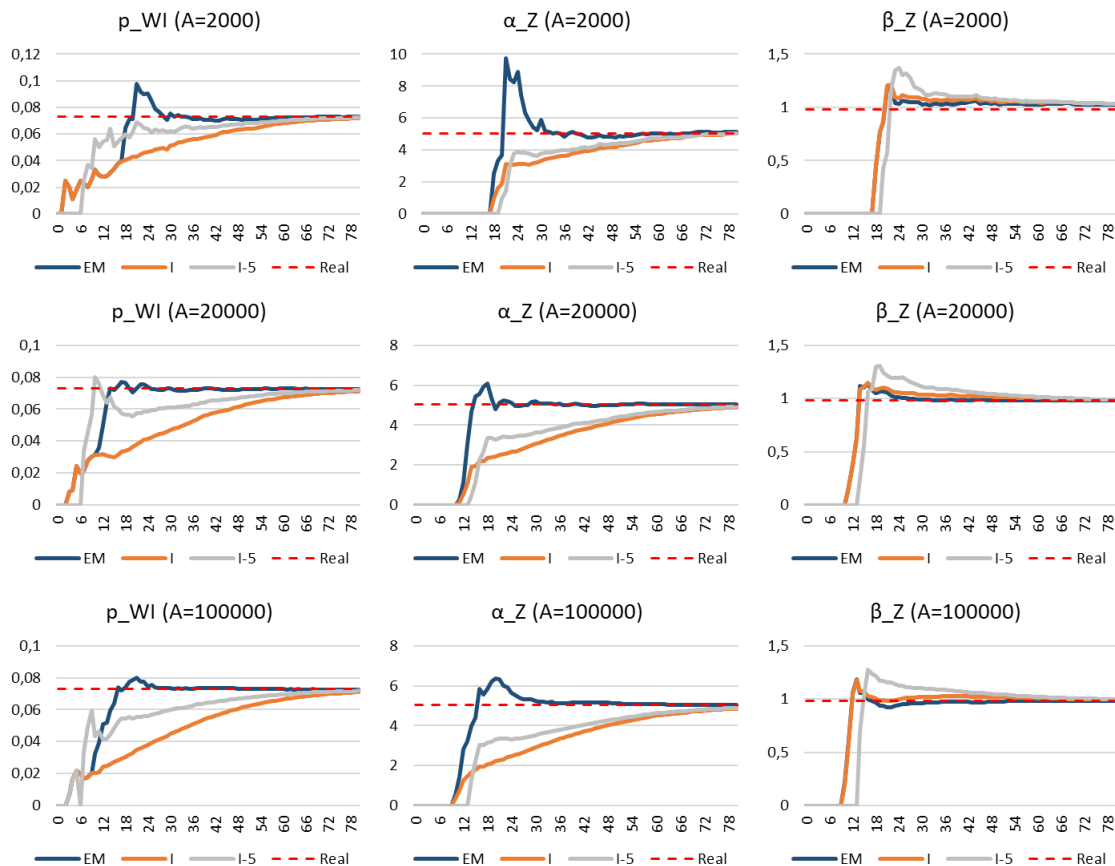 p_WI (A=2000)
0,12
0,1
0,08
0,06
0,04
0,02
0
0 6 12 18 24 30 36 42 48 54 60 66 72 78
EM I I-5 Real
α_Z (A=2000)
10
8
6
4
2
0
0 6 12 18 24 30 36 42 48 54 60 66 72 78
EM I I-5 Real
β_Z (A=2000)
1,5
1
0,5
0
0 6 12 18 24 30 36 42 48 54 60 66 72 78
EM I I-5 Real
p_WI (A=20000)
0,1
0,08
0,06
0,04
0,02
0
0 6 12 18 24 30 36 42 48 54 60 66 72 78
EM I I-5 Real
α_Z (A=20000)
8
6
4
2
0
0 6 12 18 24 30 36 42 48 54 60 66 72 78
EM I I-5 Real
β_Z (A=20000)
1,5
1
0,5
0
0 6 12 18 24 30 36 42 48 54 60 66 72 78
EM I I-5 Real
p_WI (A=100000)
0,1
0,08
0,06
0,04
0,02
0
0 6 12 18 24 30 36 42 48 54 60 66 72 78
EM I I-5 Real
α_Z (A=100000)
8
6
4
2
0
0 6 12 18 24 30 36 42 48 54 60 66 72 78
EM I I-5 Real
β_Z (A=100000)
1,5
1
0,5
0
0 6 12 18 24 30 36 42 48 54 60 66 72 78
EM I I-5 Real